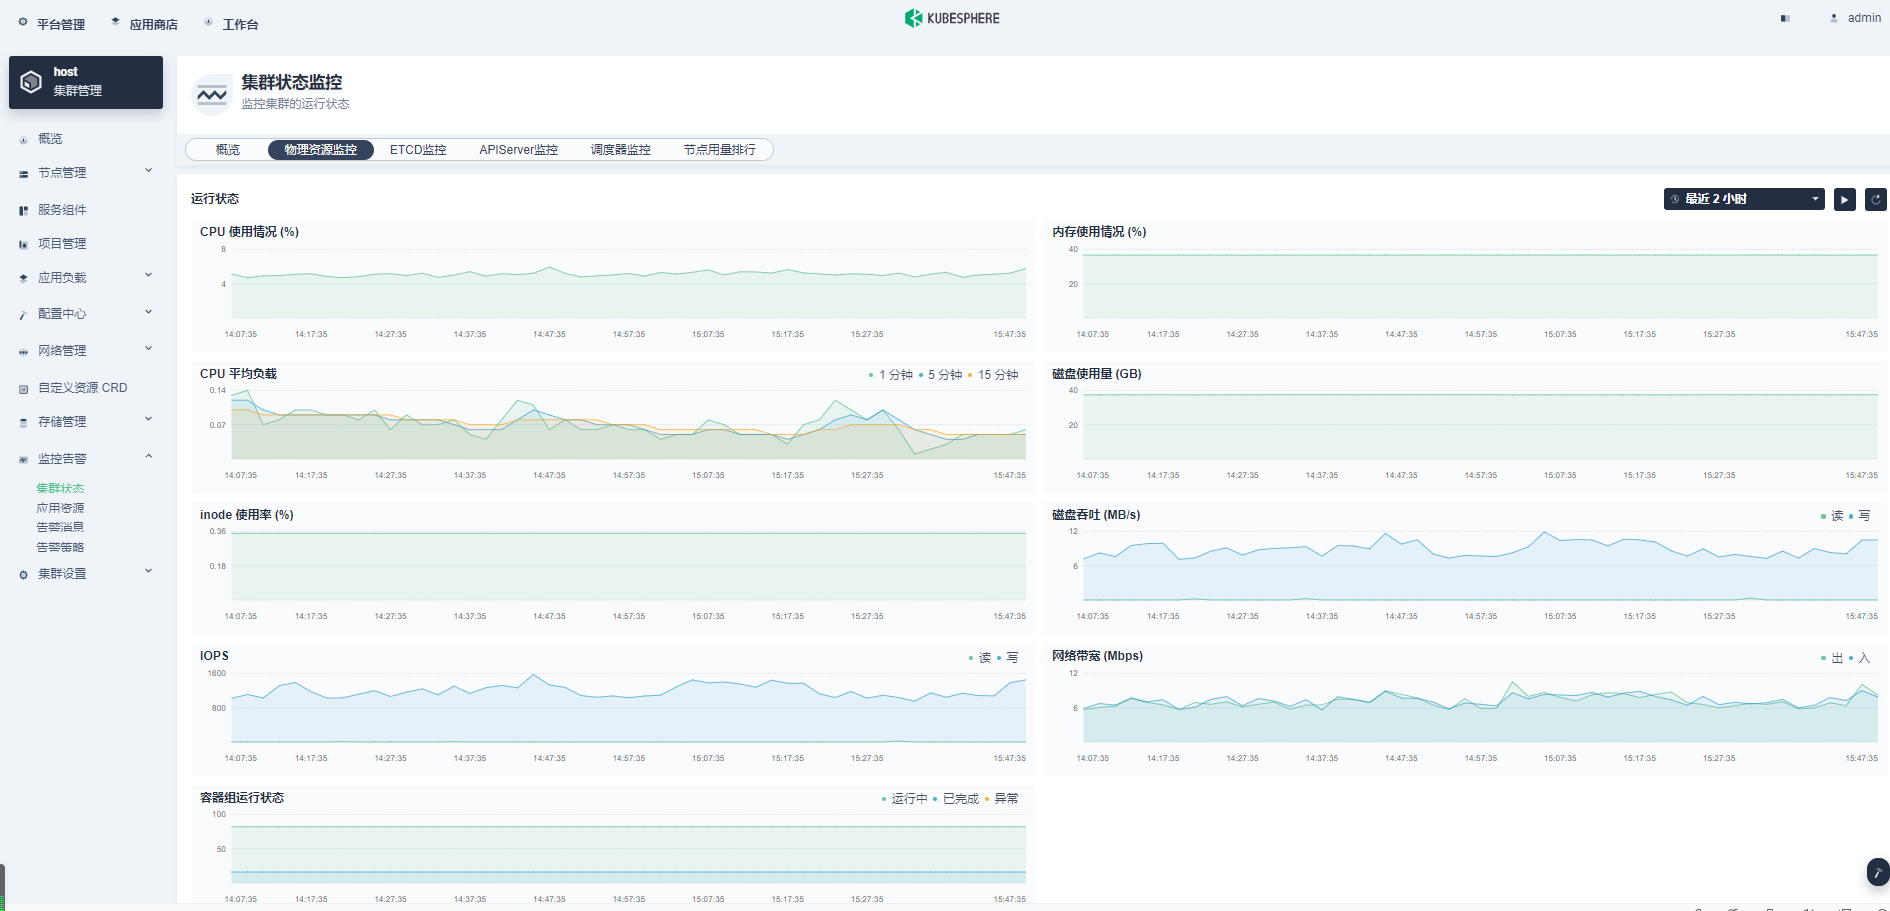 平台管理 应用商店 工作台
KUBESPHERE
admin
host
集群管理
概览
节点管理
服务组件
项目管理
应用负载
配置中心
网络管理
自定义资源 CRD
存储管理
监控告警
集群状态
应用资源
告警消息
告警策略
集群设置
集群状态监控
监控集群的运行状态
概览 物理资源监控 ETCD监控 APIServer监控 调度器监控 节点用量排行
运行状态
最近 2 小时
CPU 使用情况 (%)
8
4
14:07:35 14:17:35 14:27:35 14:37:35 14:47:35 14:57:35 15:07:35 15:17:35 15:27:35 15:47:35
内存使用情况 (%)
40
20
14:07:35 14:17:35 14:27:35 14:37:35 14:47:35 14:57:35 15:07:35 15:17:35 15:27:35 15:47:35
CPU 平均负载
1 分钟 5 分钟 15 分钟
0.14
0.07
14:07:35 14:17:35 14:27:35 14:37:35 14:47:35 14:57:35 15:07:35 15:17:35 15:27:35 15:47:35
磁盘使用量 (GB)
40
20
14:07:35 14:17:35 14:27:35 14:37:35 14:47:35 14:57:35 15:07:35 15:17:35 15:27:35 15:47:35
inode 使用率 (%)
0.36
0.18
14:07:35 14:17:35 14:27:35 14:37:35 14:47:35 14:57:35 15:07:35 15:17:35 15:27:35 15:47:35
磁盘吞吐 (MB/s)
读 写
12
6
14:07:35 14:17:35 14:27:35 14:37:35 14:47:35 14:57:35 15:07:35 15:17:35 15:27:35 15:47:35
IOPS
读 写
1600
800
14:07:35 14:17:35 14:27:35 14:37:35 14:47:35 14:57:35 15:07:35 15:17:35 15:27:35 15:47:35
网络带宽 (Mbps)
出 入
12
6
14:07:35 14:17:35 14:27:35 14:37:35 14:47:35 14:57:35 15:07:35 15:17:35 15:27:35 15:47:35
容器组运行状态
运行中 已完成 异常
100
50
14:07:35 14:17:35 14:27:35 14:37:35 14:47:35 14:57:35 15:07:35 15:17:35 15:27:35 15:47:35